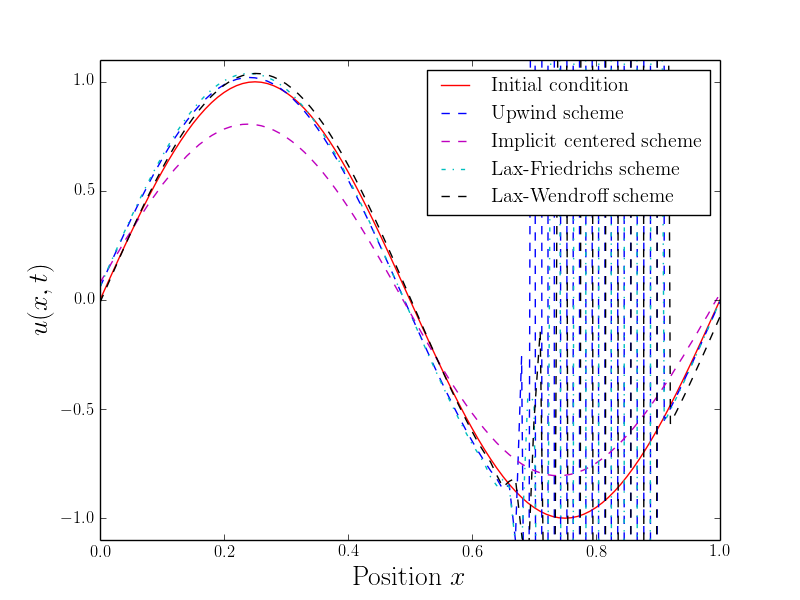 1.0
0.5
0.0
−0.5
−1.0
u(x, t)
Initial condition
Upwind scheme
Implicit centered scheme
Lax-Friedrichs scheme
Lax-Wendroff scheme
0.0 0.2 0.4 0.6 0.8 1.0
Position x